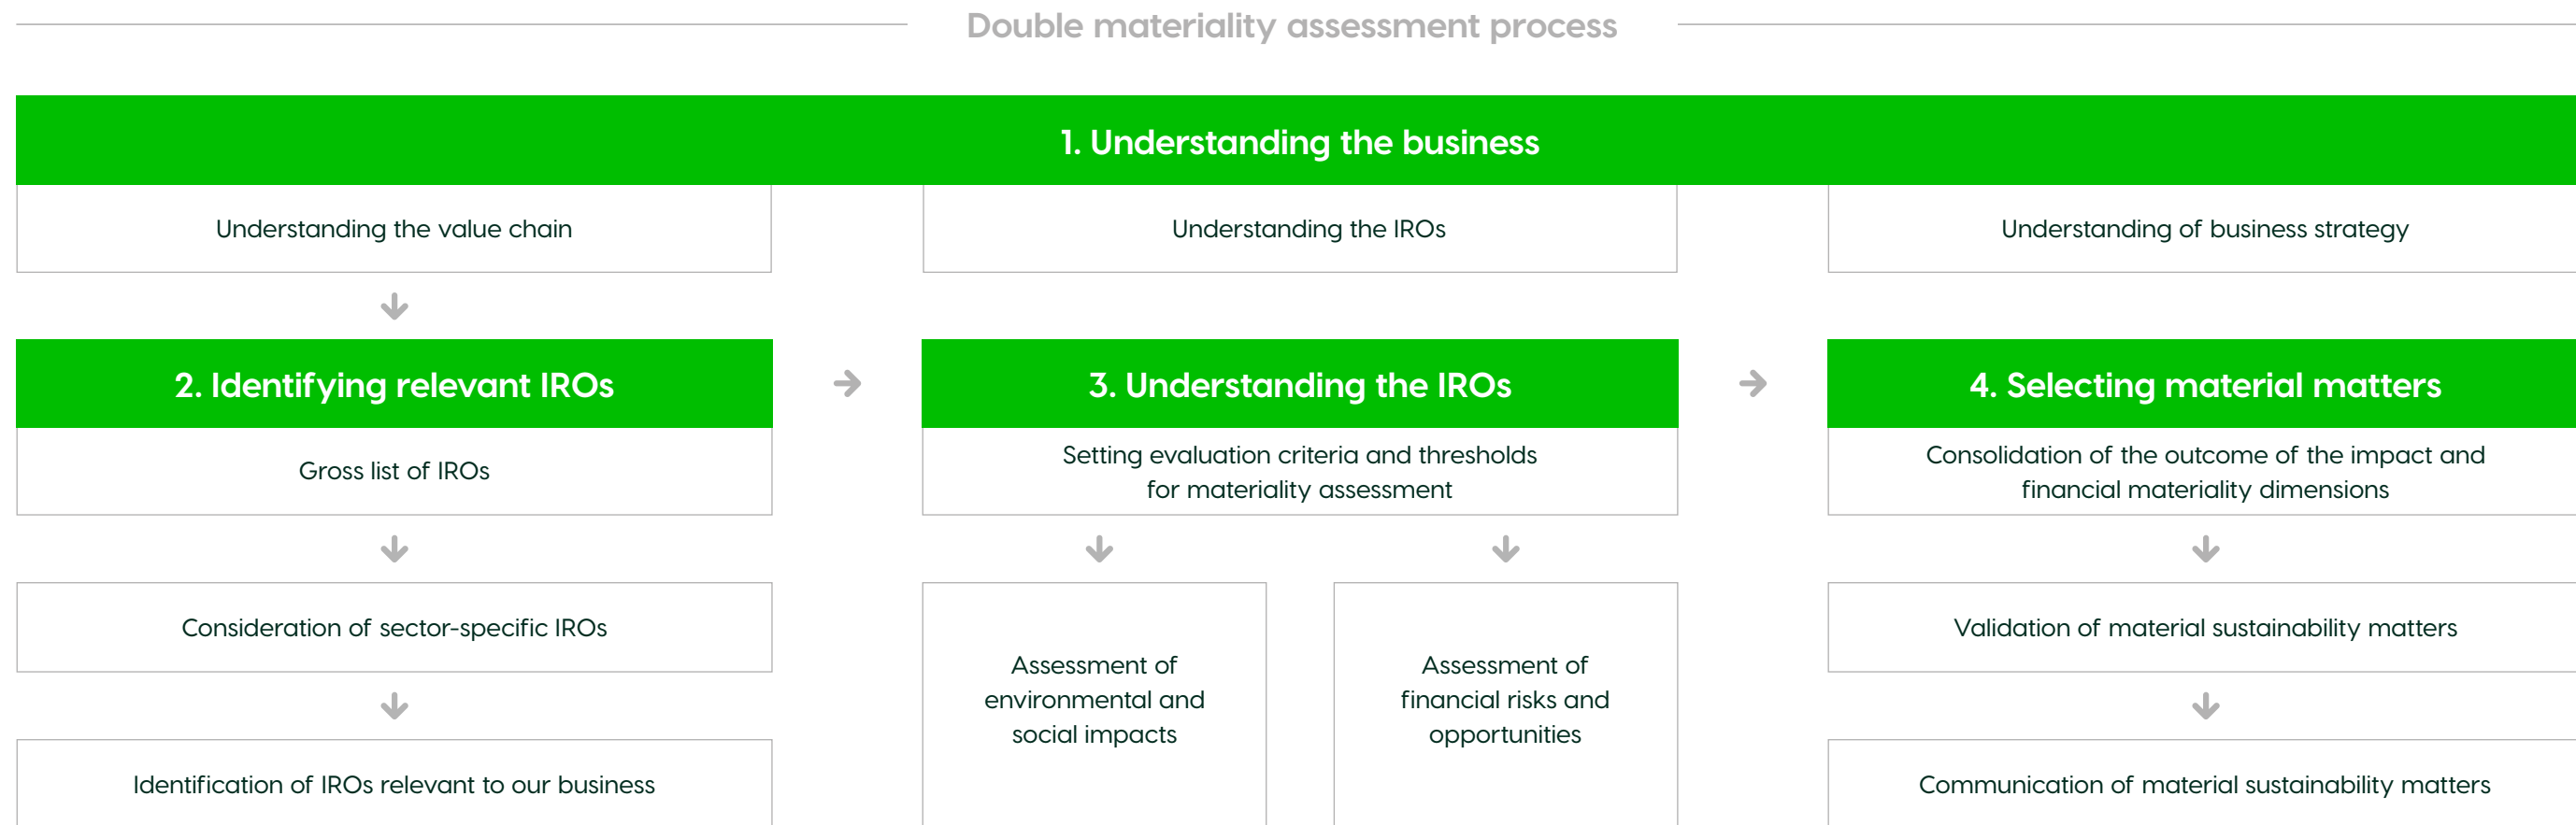 Double materiality assessment process
1. Understanding the business
Understanding the value chain
Understanding the IROs
Understanding of business strategy
2. Identifying relevant IROs
Gross list of IROs
Consideration of sector-specific IROs
Identification of IROs relevant to our business
3. Understanding the IROs
Setting evaluation criteria and thresholds
for materiality assessment
Assessment of
environmental and
social impacts
Assessment of
financial risks and
opportunities
4. Selecting material matters
Consolidation of the outcome of the impact and
financial materiality dimensions
Validation of material sustainability matters
Communication of material sustainability matters